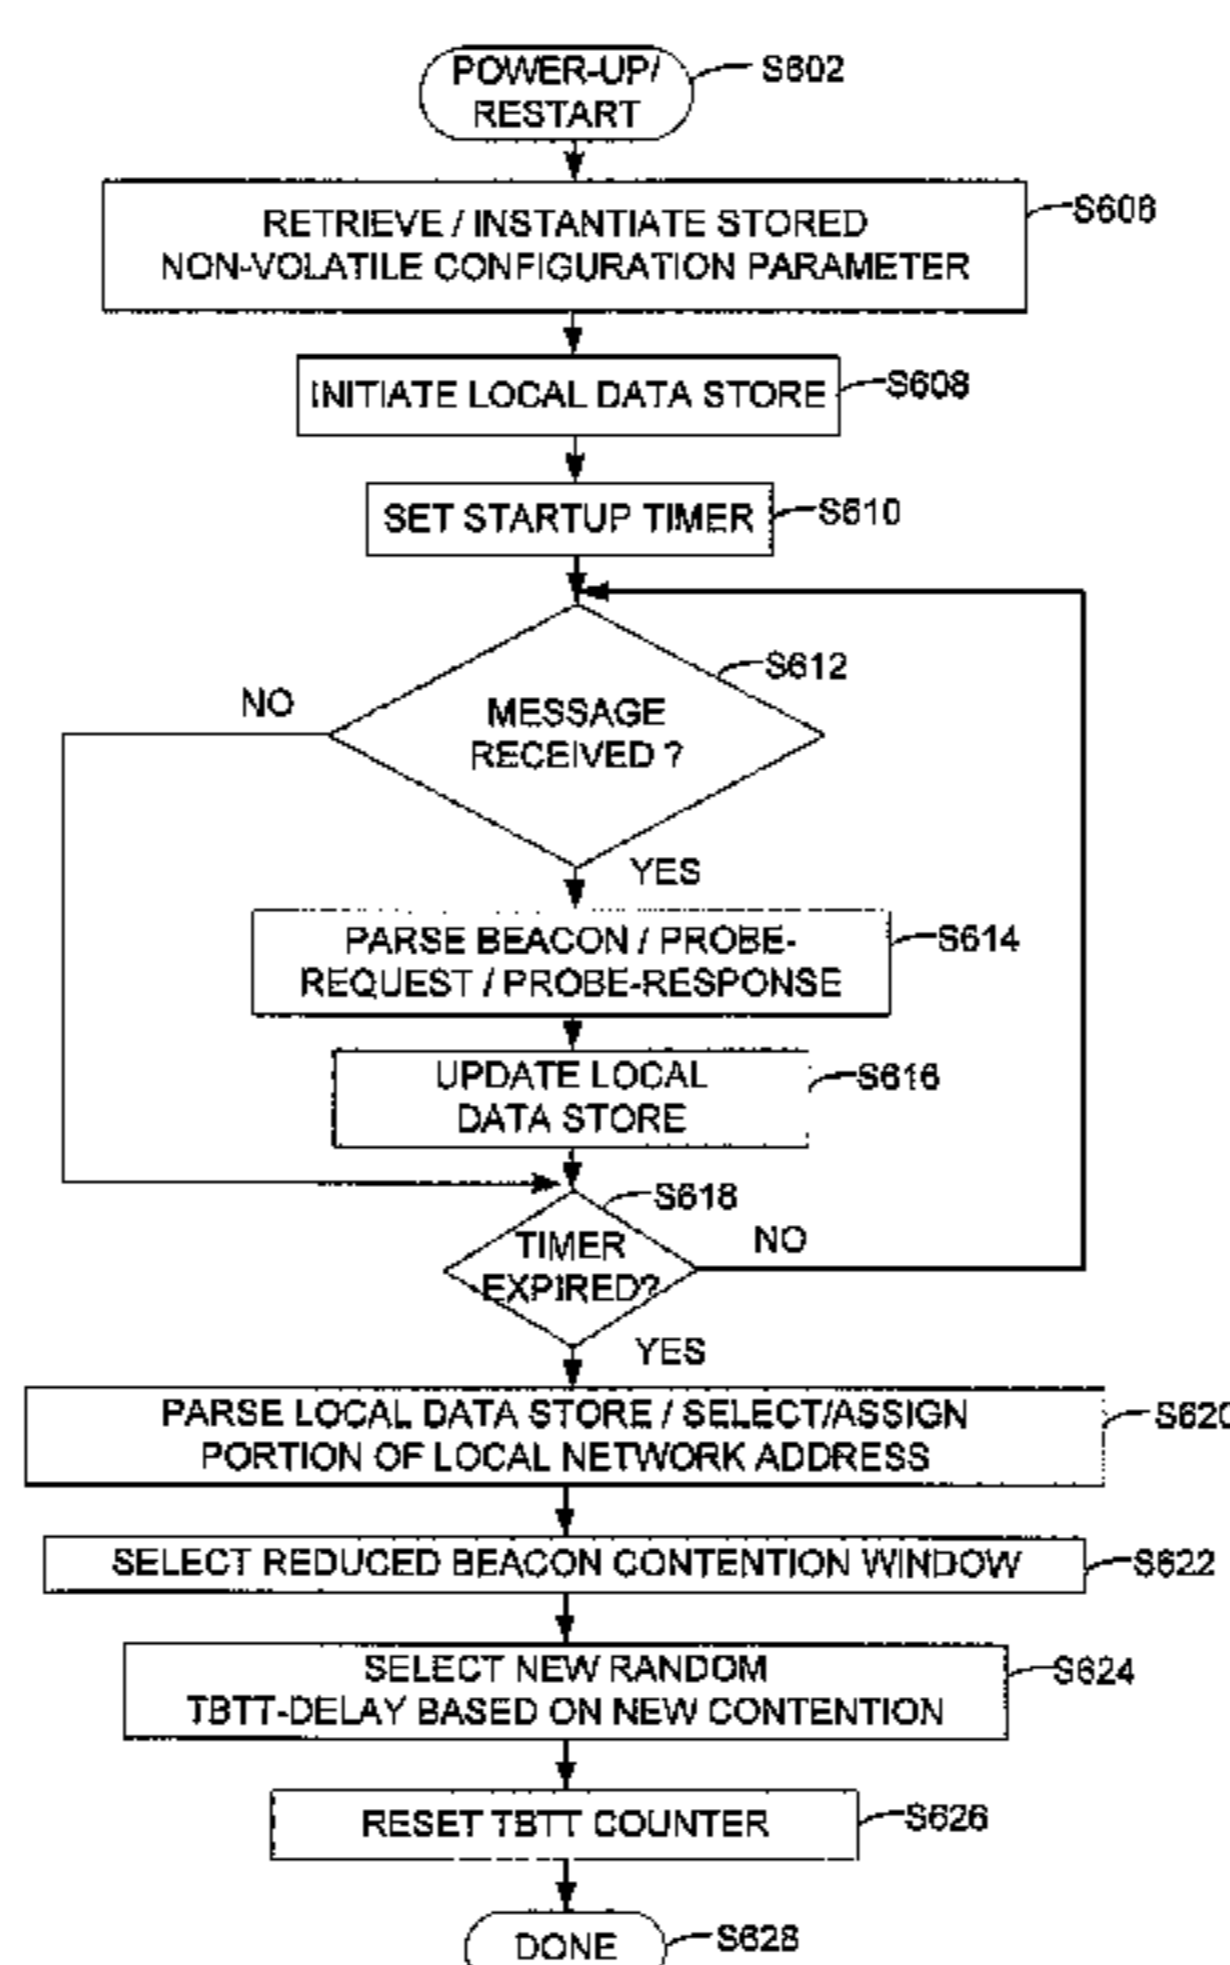 POWER-UP/
RESTART
S602
RETRIEVE / INSTANTIATE STORED
NON-VOLATILE CONFIGURATION PARAMETER
S606
INITIATE LOCAL DATA STORE
S608
SET STARTUP TIMER
S610
S612
NO
MESSAGE
RECEIVED ?
YES
PARSE BEACON / PROBE-
REQUEST / PROBE-RESPONSE
S614
UPDATE LOCAL
DATA STORE
S616
S618
TIMER
EXPIRED?
NO
YES
PARSE LOCAL DATA STORE / SELECT/ASSIGN
PORTION OF LOCAL NETWORK ADDRESS
S620
SELECT REDUCED BEACON CONTENTION WINDOW
S622
SELECT NEW RANDOM
TBTT-DELAY BASED ON NEW CONTENTION
S624
RESET TBTT COUNTER
S626
DONE
S628